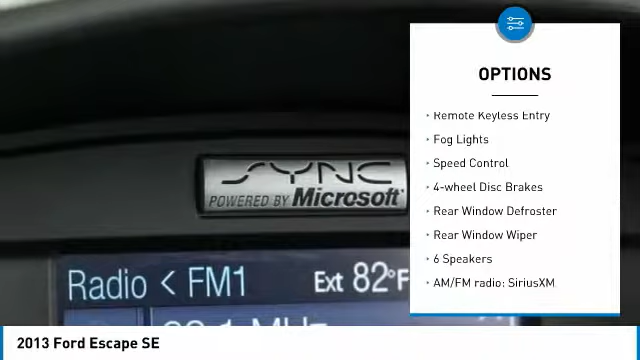 OPTIONS
Remote Keyless Entry
Fog Lights
Speed Control
4-wheel Disc Brakes
Rear Window Defroster
Rear Window Wiper
6 Speakers
AM/FM radio: SiriusXM
SYNC
POWERED BY Microsoft
Radio < FM1
Ext 82°F
MHz
2013 Ford Escape SE